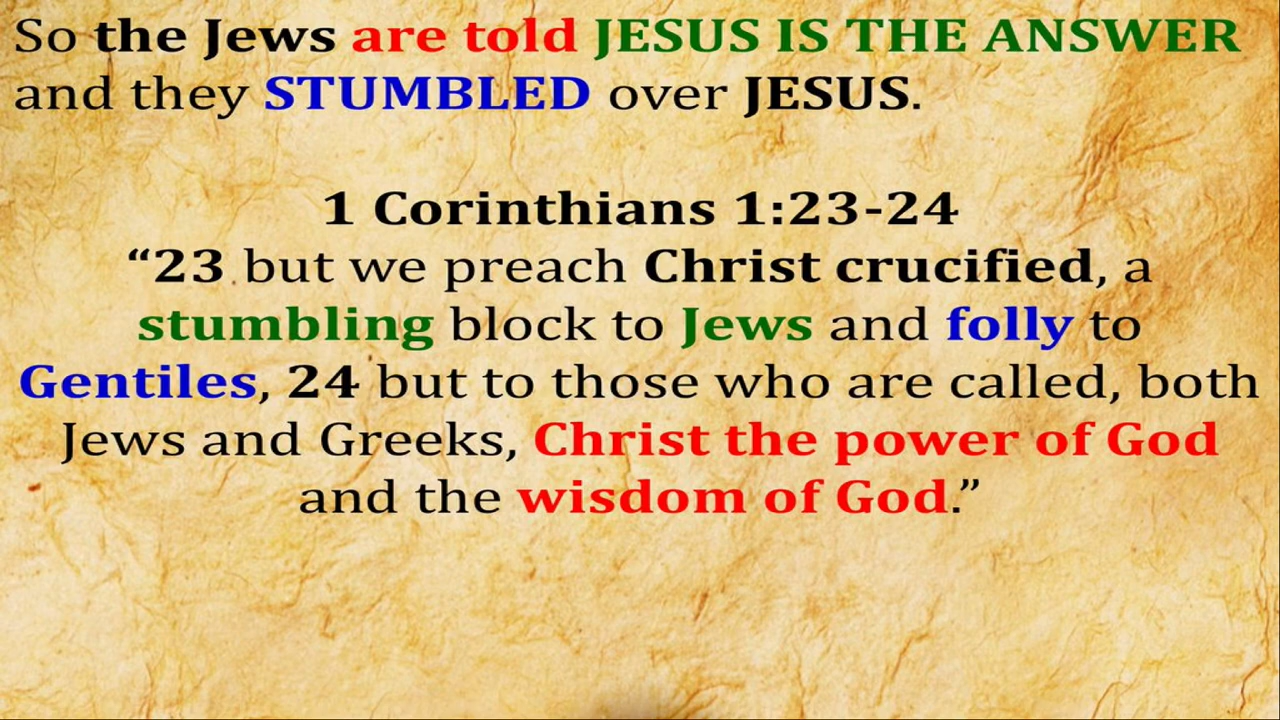 So the Jews are told JESUS IS THE ANSWER
and they STUMBLED over JESUS.
1 Corinthians 1:23-24
“23 but we preach Christ crucified, a
stumbling block to Jews and folly to
Gentiles, 24 but to those who are called, both
Jews and Greeks, Christ the power of God
and the wisdom of God.”